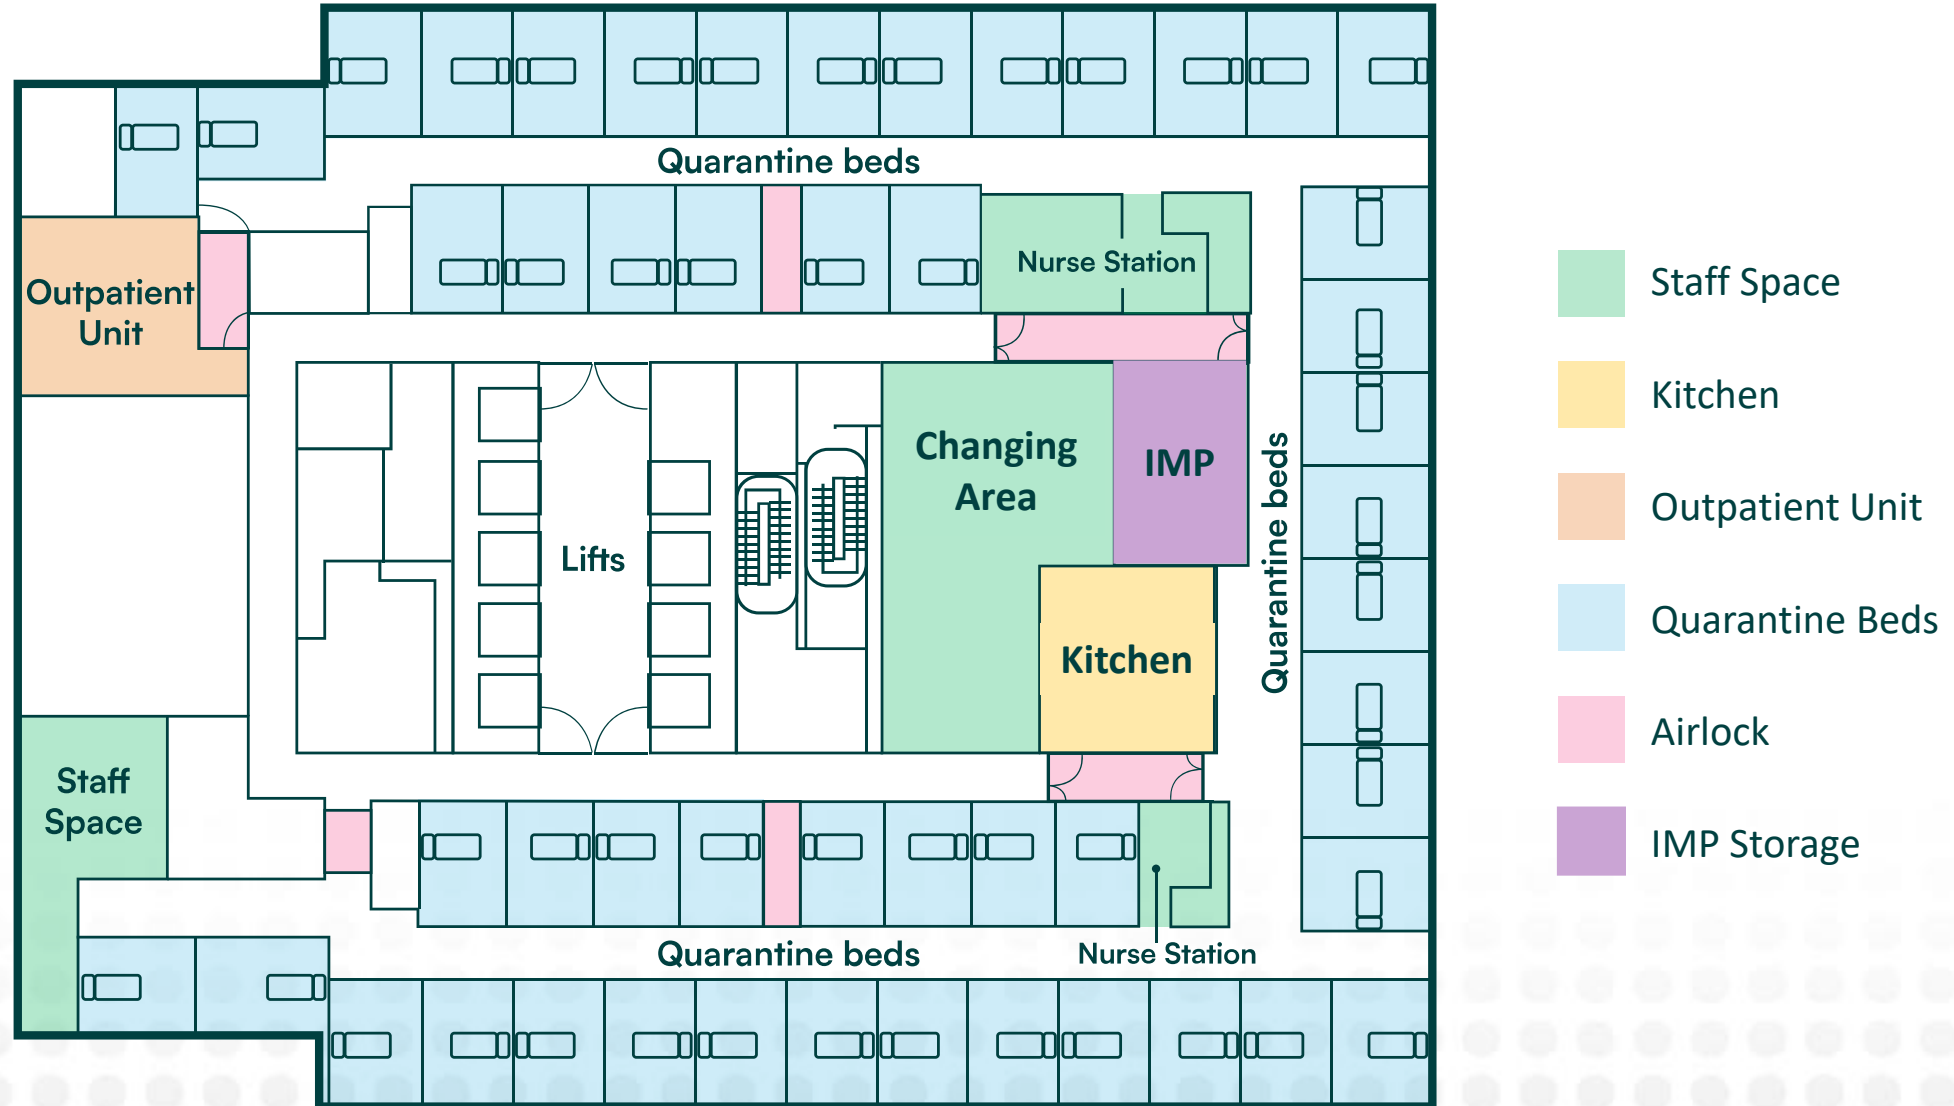 Quarantine beds
Nurse Station
Outpatient
Unit
Changing
Area
IMP
Lifts
Kitchen
Quarantine beds
Staff
Space
Quarantine beds
Nurse Station
Staff Space
Kitchen
Outpatient Unit
Quarantine Beds
Airlock
IMP Storage